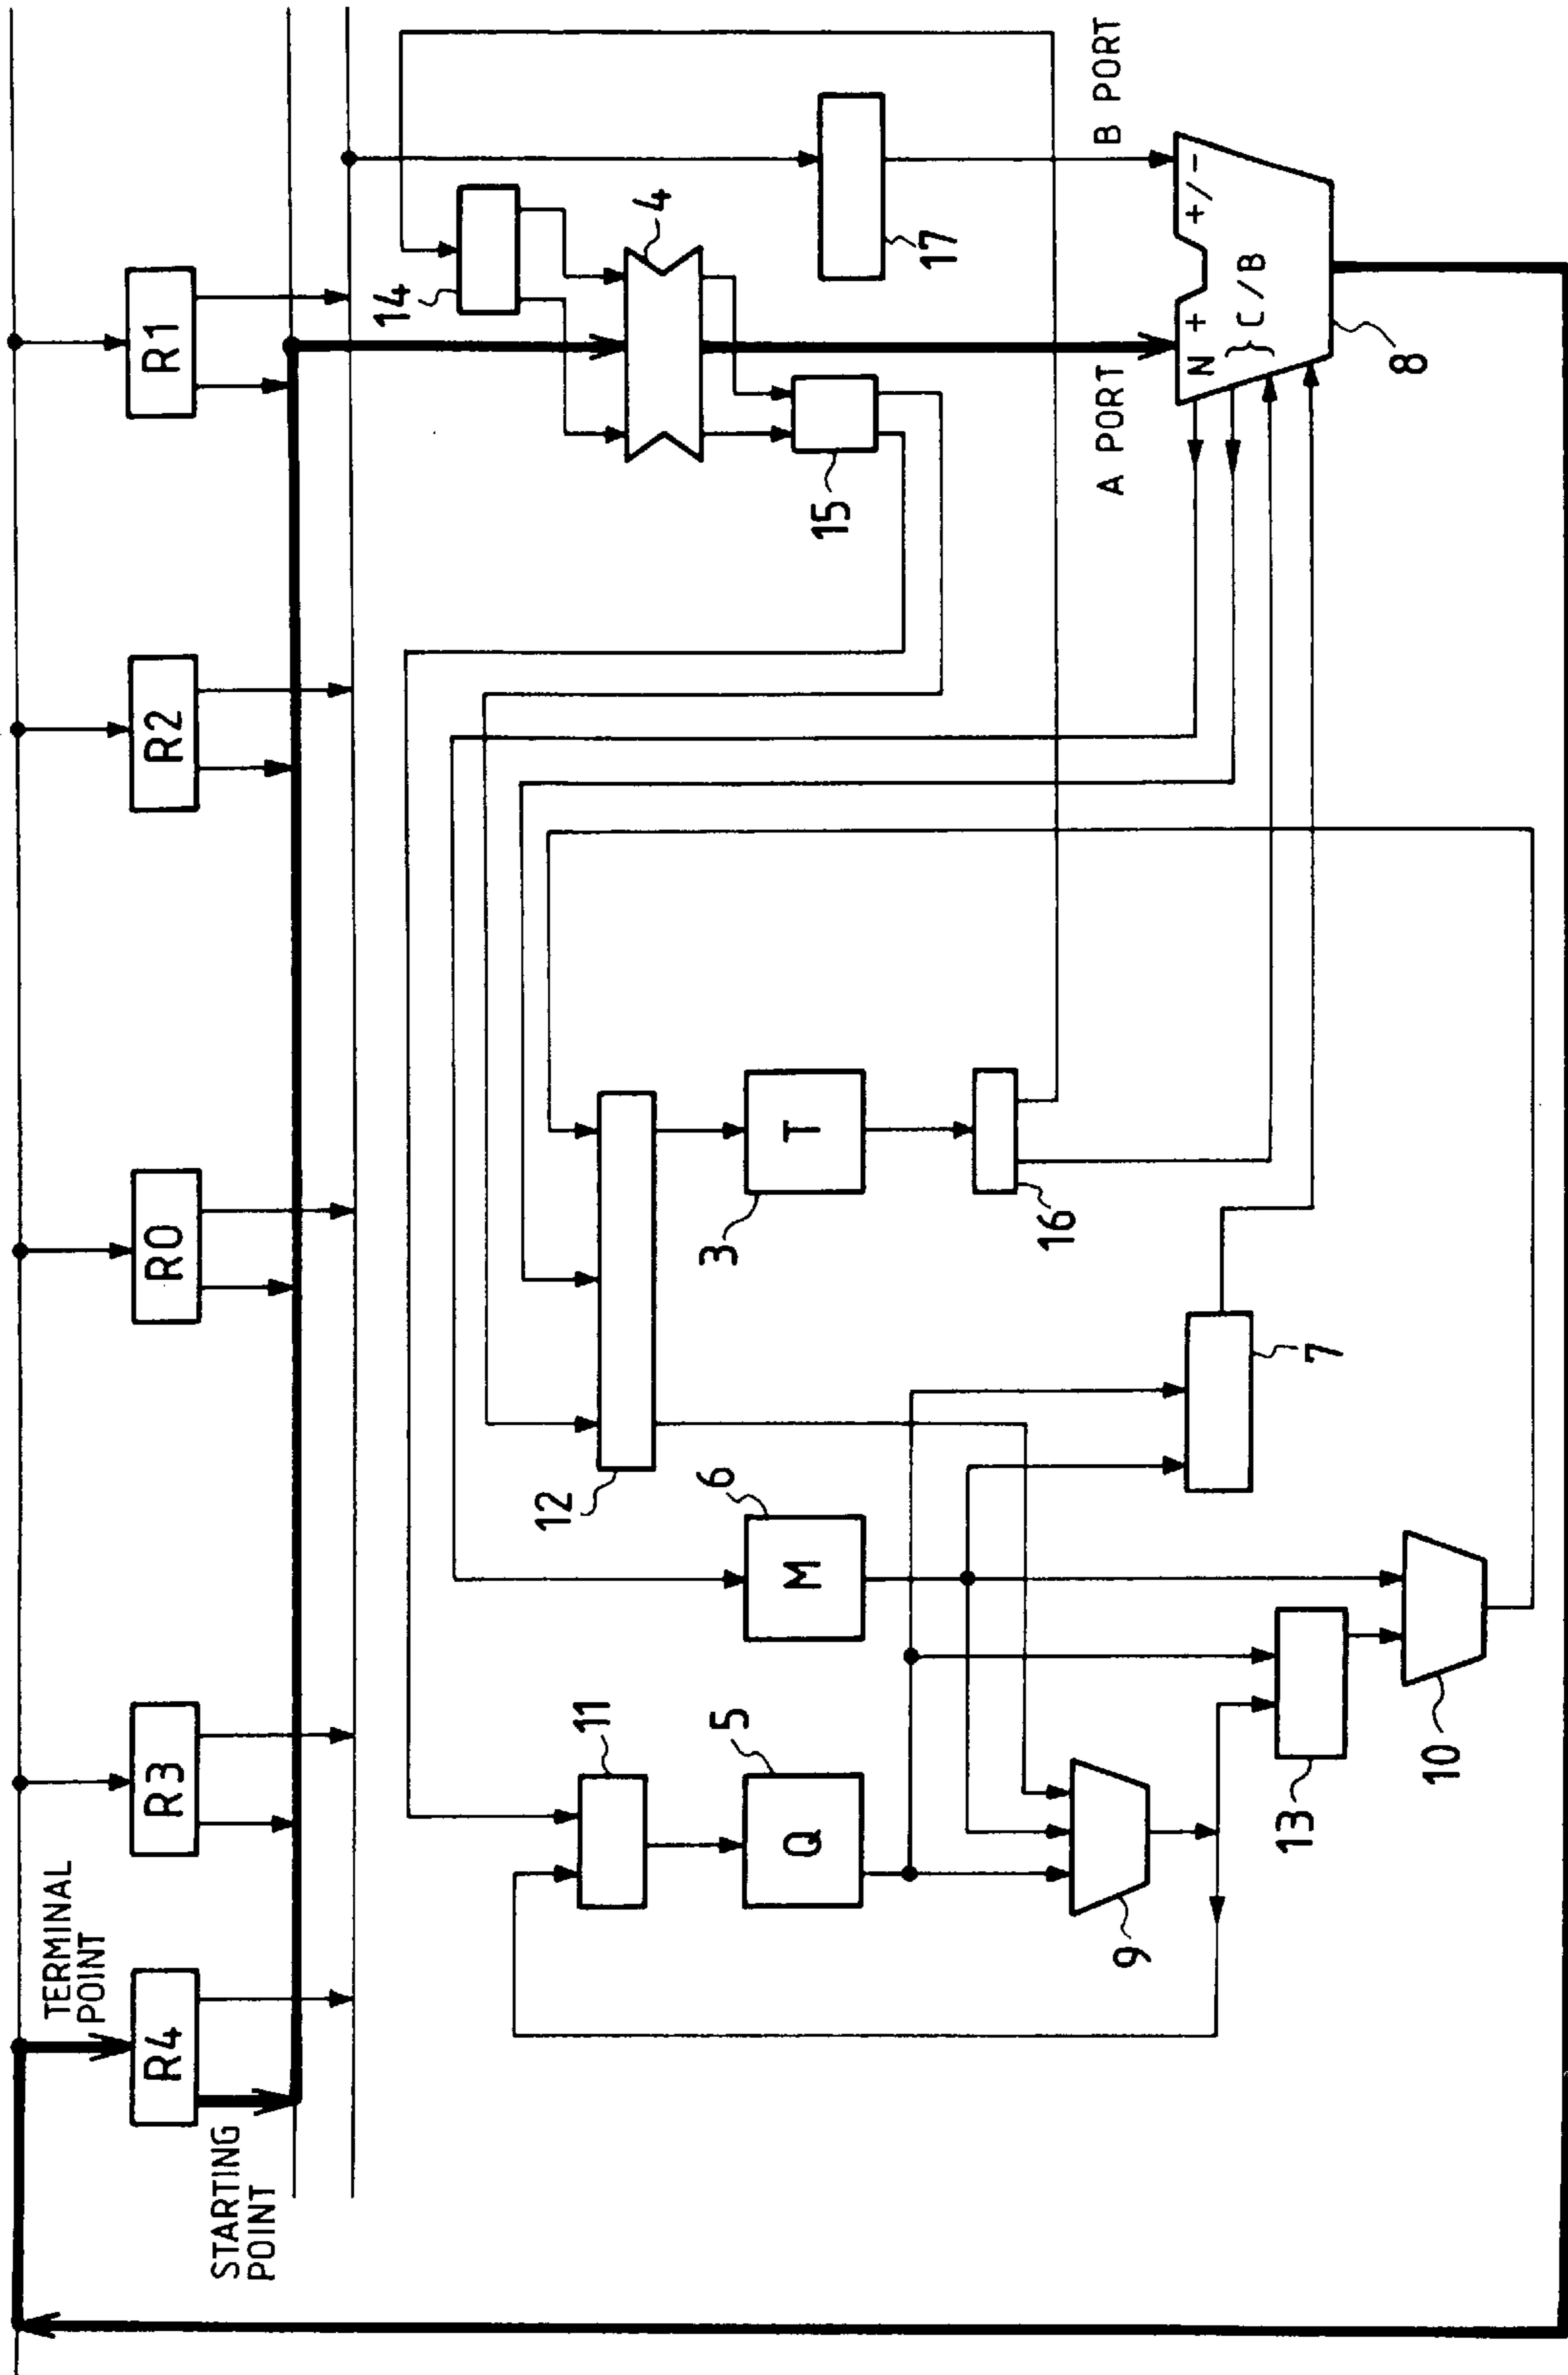 R4
R3
R0
R2
R1
TERMINAL
POINT
STARTING
POINT
14
4
11
12
5
Q
6
M
3
T
15
17
9
16
A PORT
B PORT
7
13
10
N
+
+/-
} C/B
8